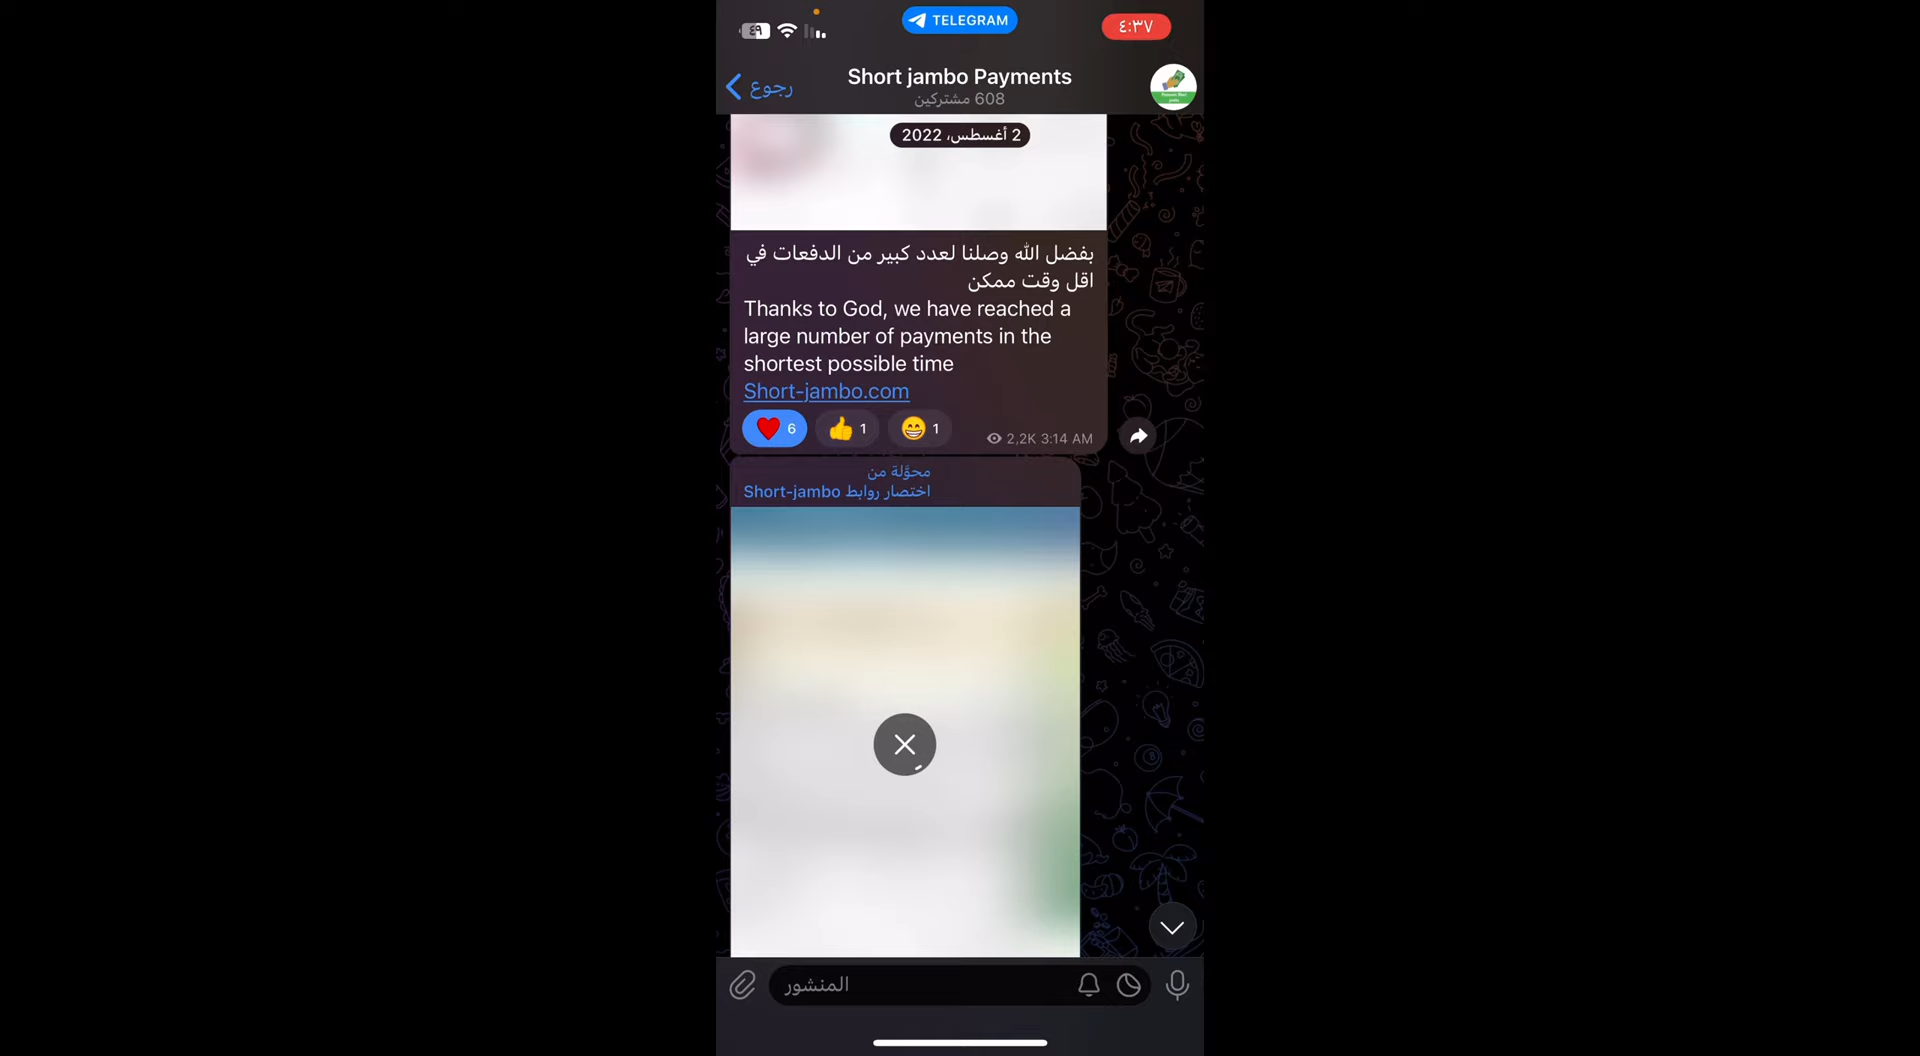 ٤٩
TELEGRAM
٤:٣٧
رجوع
Short jambo Payments
608 مشتركين
2 أغسطس، 2022
بفضل الله وصلنا لعدد كبير من الدفعات في
اقل وقت ممكن
Thanks to God, we have reached a
large number of payments in the
shortest possible time
Short-jambo.com
6
1
1
2,2K 3:14 AM
محوَّلة من
اختصار روابط Short-jambo
المنشور